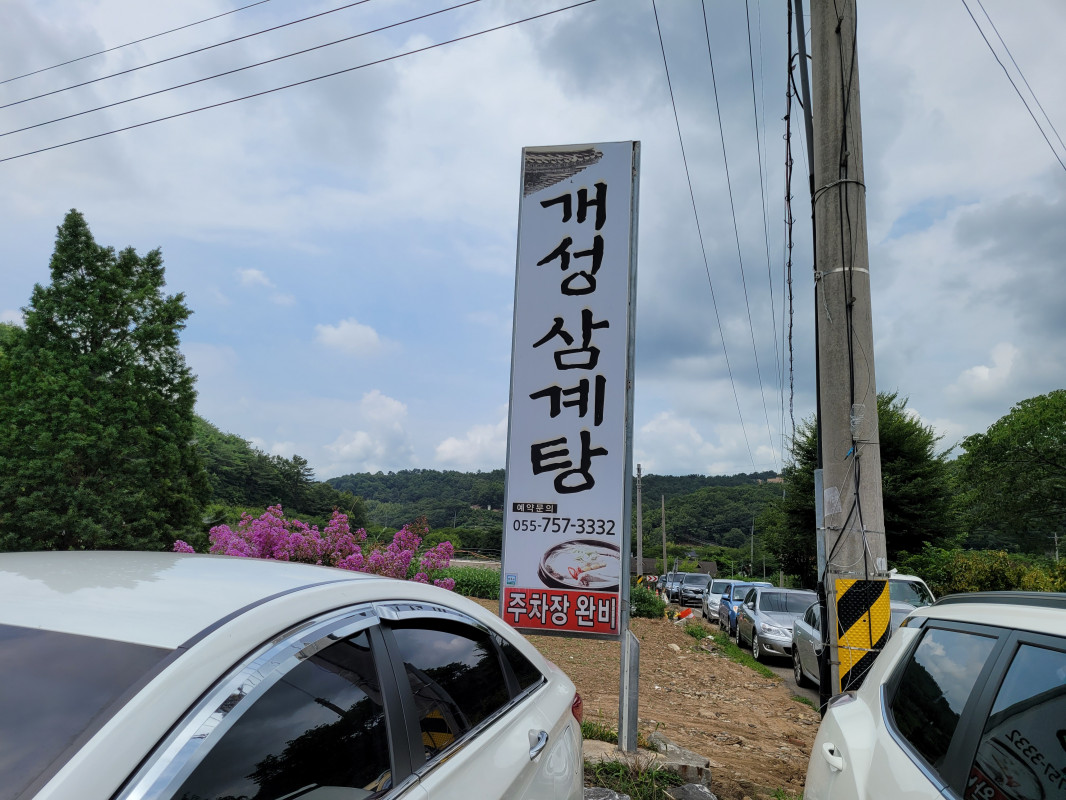 개성 삼계탕
예약문의
055-757-3332
주차장 완비